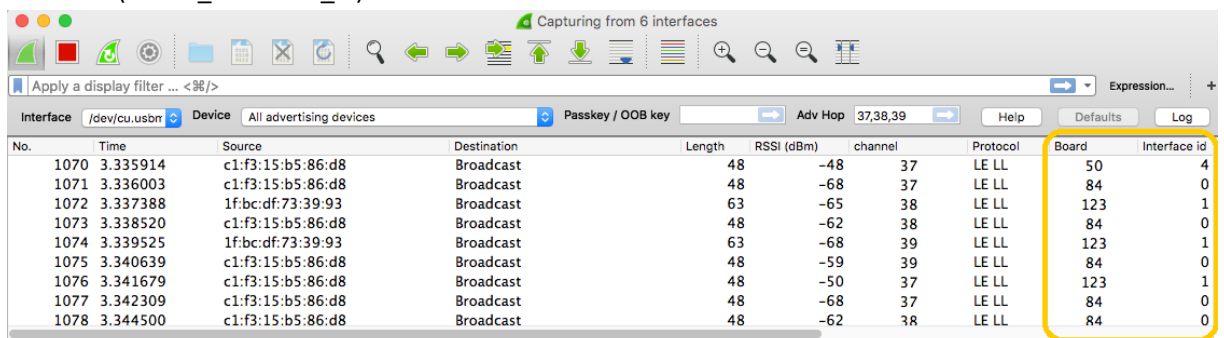 Capturing from 6 interfaces
Apply a display filter ... <⌘/>
Expression... +
Interface /dev/cu.usbm Device All advertising devices Passkey / OOB key Adv Hop 37,38,39 Help Defaults Log
No. Time Source Destination Length RSSI (dBm) channel Protocol Board Interface id
1070 3.335914 c1:f3:15:b5:86:d8 Broadcast 48 -48 37 LE LL 50 4
1071 3.336003 c1:f3:15:b5:86:d8 Broadcast 48 -68 37 LE LL 84 0
1072 3.337388 1f:bc:df:73:39:93 Broadcast 63 -65 38 LE LL 123 1
1073 3.338520 c1:f3:15:b5:86:d8 Broadcast 48 -62 38 LE LL 84 0
1074 3.339525 1f:bc:df:73:39:93 Broadcast 63 -68 39 LE LL 123 1
1075 3.340639 c1:f3:15:b5:86:d8 Broadcast 48 -59 39 LE LL 84 0
1076 3.341679 c1:f3:15:b5:86:d8 Broadcast 48 -50 37 LE LL 123 1
1077 3.342309 c1:f3:15:b5:86:d8 Broadcast 48 -68 37 LE LL 84 0
1078 3.344500 c1:f3:15:b5:86:d8 Broadcast 48 -62 38 LE LL 84 0